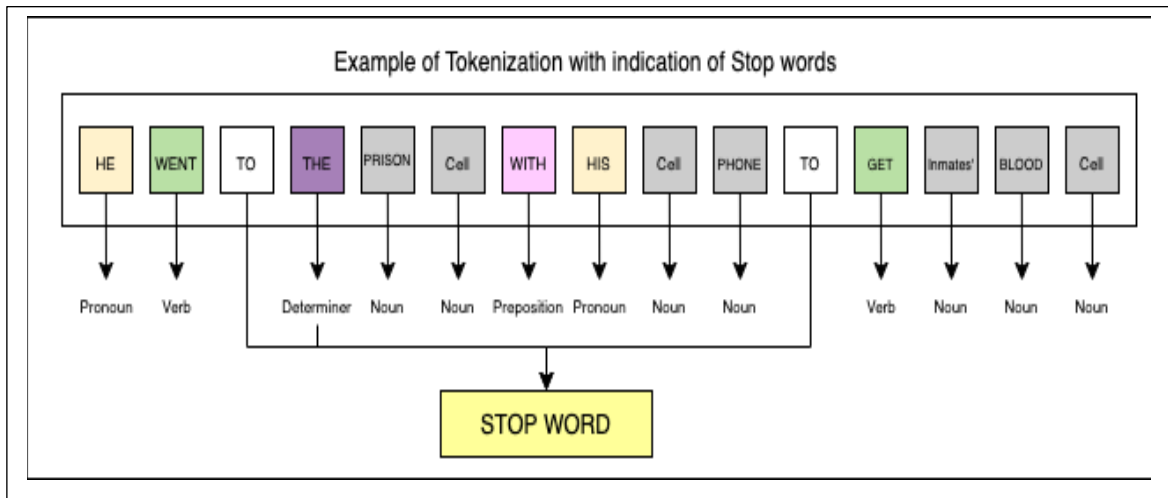 Example of Tokenization with indication of Stop words
HE WENT TO THE PRISON Cell WITH HIS Cell PHONE TO GET Inmates' BLOOD Cell
Pronoun Verb Determiner Noun Noun Preposition Pronoun Noun Noun Verb Noun Noun Noun
STOP WORD